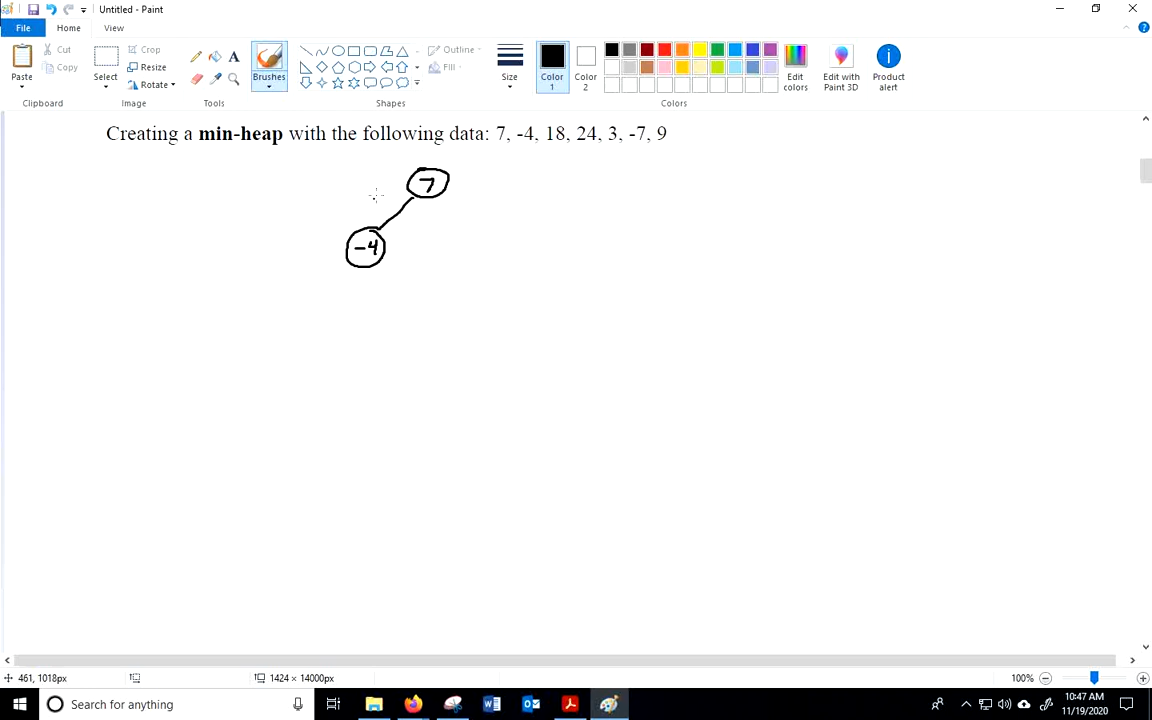 Untitled - Paint
File
Home
View
Paste
Cut
Copy
Clipboard
Select
Crop
Resize
Rotate
Image
A
Tools
Brushes
Outline
Fill
Shapes
Size
Color 1
Color 2
Edit colors
Colors
Edit with Paint 3D
Product alert
Creating a min-heap with the following data: 7, -4, 18, 24, 3, -7, 9
7
-4
461, 1018px
1424 × 14000px
100%
Search for anything
10:47 AM
11/19/2020